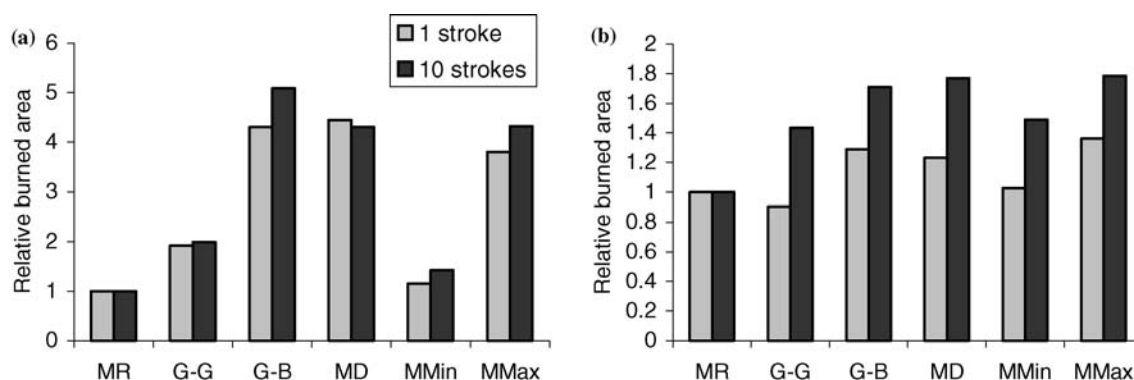 (a)
Relative burned area
6
5
4
3
2
1
0
1 stroke
10 strokes
MR G-G G-B MD MMin MMax
(b)
Relative burned area
2
1.8
1.6
1.4
1.2
1
0.8
0.6
0.4
0.2
0
MR G-G G-B MD MMin MMax